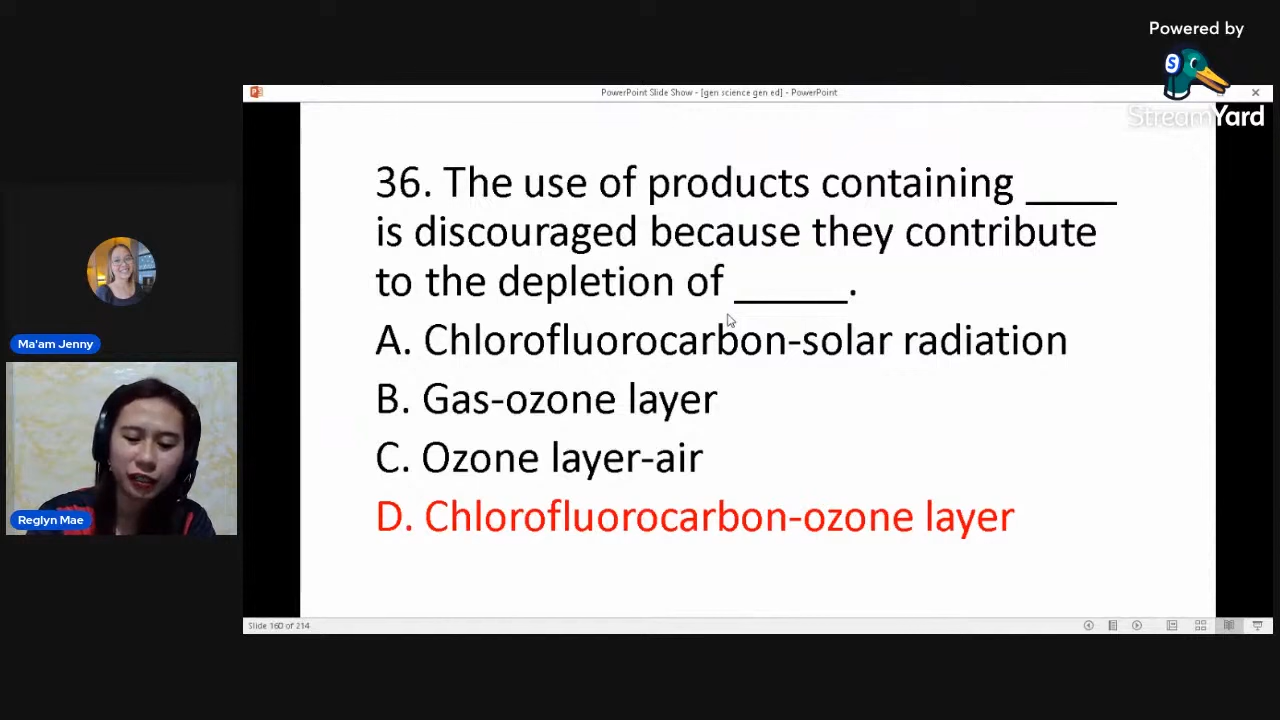 Powered by
S
StreamYard
PowerPoint Slide Show - [gen science gen ed] - PowerPoint
36. The use of products containing ____
is discouraged because they contribute
to the depletion of _____.
A. Chlorofluorocarbon-solar radiation
B. Gas-ozone layer
C. Ozone layer-air
D. Chlorofluorocarbon-ozone layer
Ma'am Jenny
Reglyn Mae
Slide 160 of 214